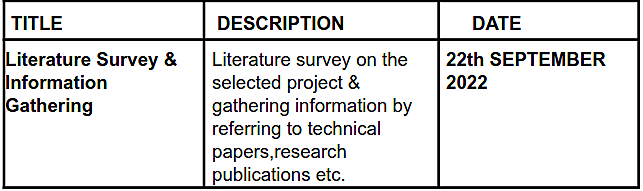 TITLE
DESCRIPTION
DATE
Literature Survey &
Information
Gathering
Literature survey on the
selected project &
gathering information by
referring to technical
papers,research
publications etc.
22th SEPTEMBER
2022